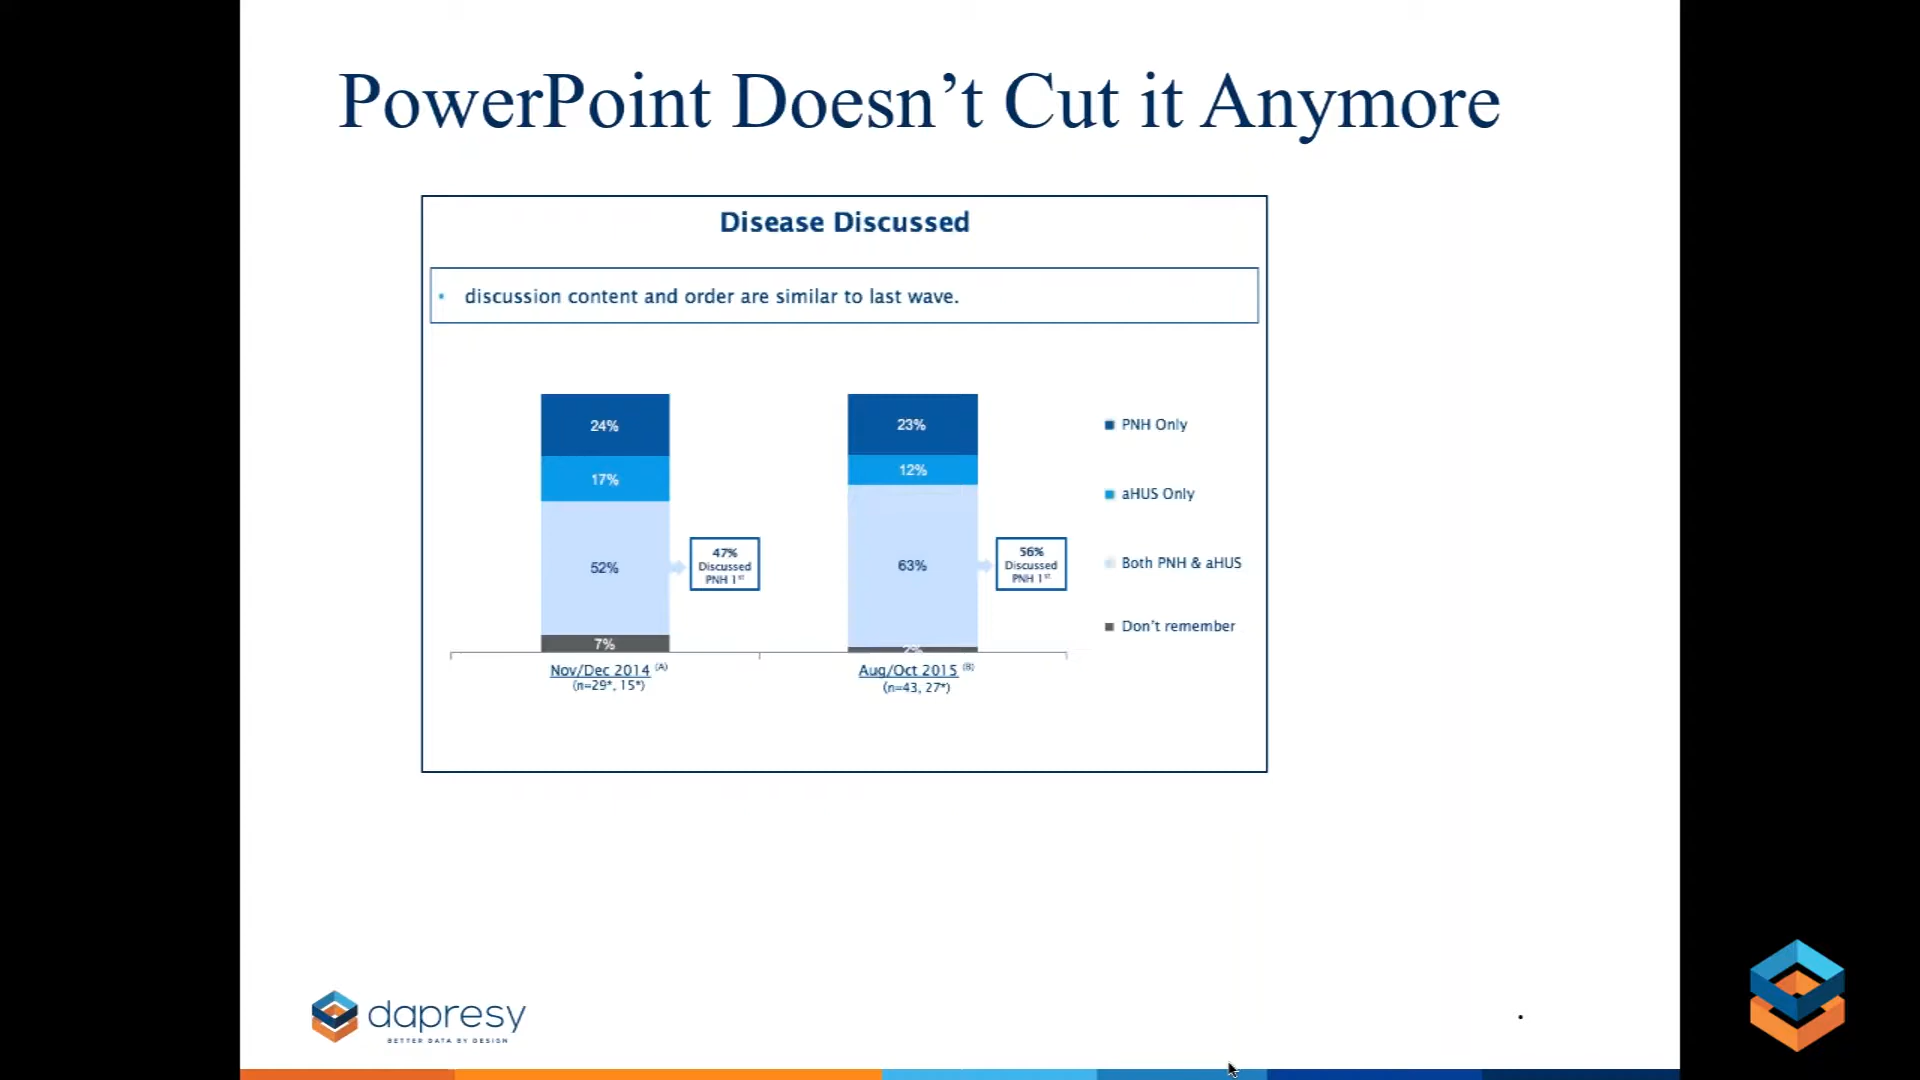 PowerPoint Doesn’t Cut it Anymore
Disease Discussed
• discussion content and order are similar to last wave.
24%
23%
PNH Only
17%
12%
aHUS Only
52%
47%
Discussed
PNH 1st
63%
56%
Discussed
PNH 1st
Both PNH & aHUS
7%
2%
Don't remember
Nov/Dec 2014 (A)
(n=29*, 15*)
Aug/Oct 2015 (B)
(n=43, 27*)
dapresy
BETTER DATA BY DESIGN